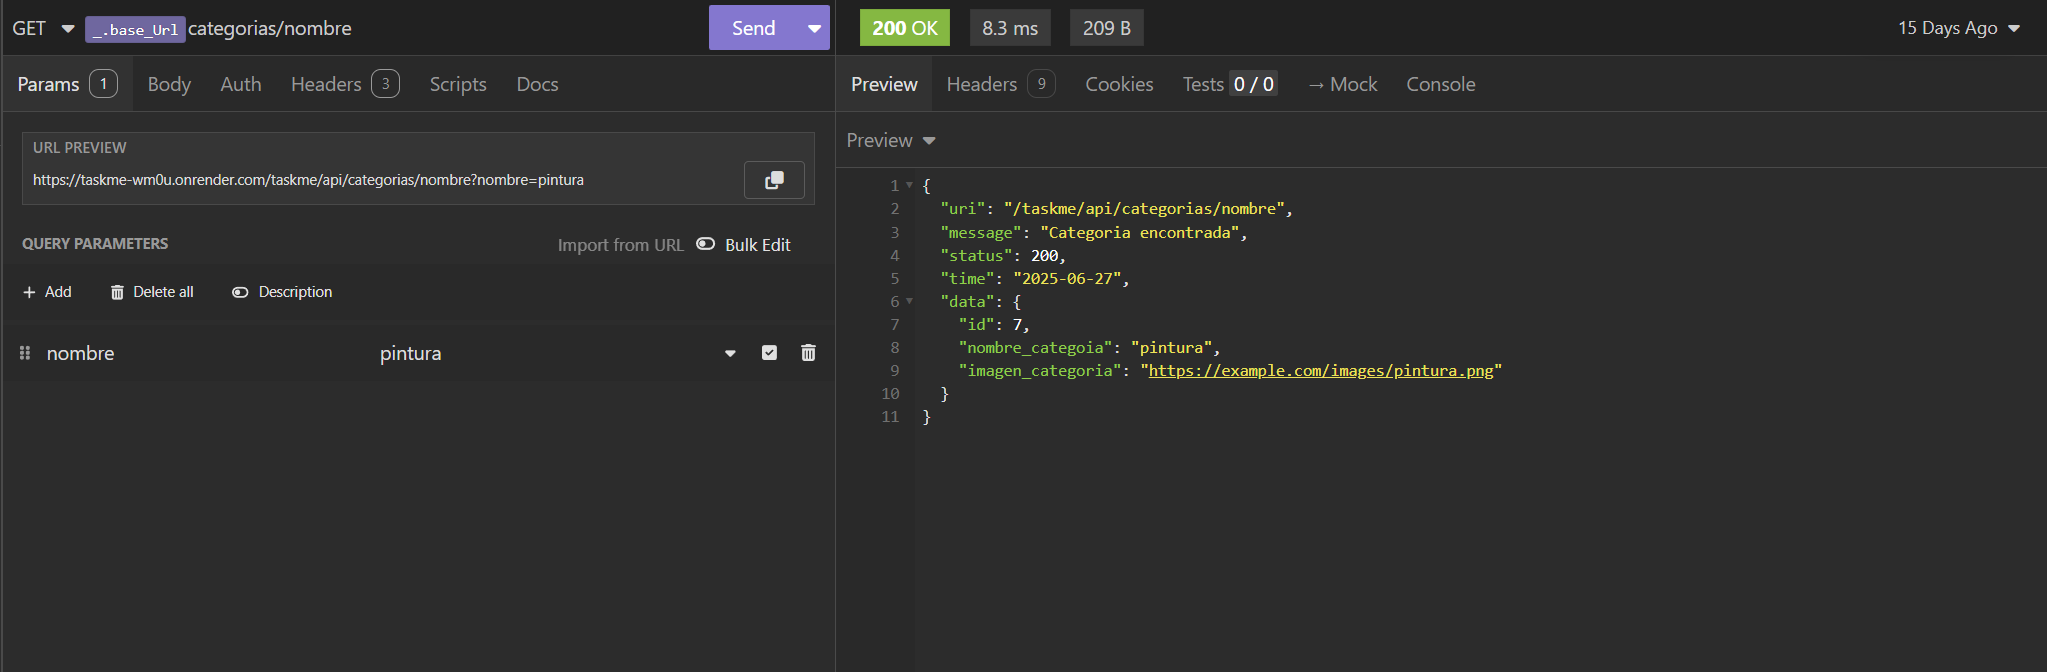 GET _.base_Url categorias/nombre Send
Params 1 Body Auth Headers 3 Scripts Docs
URL PREVIEW
https://taskme-wm0u.onrender.com/taskme/api/categorias/nombre?nombre=pintura
QUERY PARAMETERS Import from URL Bulk Edit
+ Add Delete all Description
nombre pintura
200 OK 8.3 ms 209 B 15 Days Ago
Preview Headers 9 Cookies Tests 0 / 0 → Mock Console
Preview
1 {
2 "uri": "/taskme/api/categorias/nombre",
3 "message": "Categoria encontrada",
4 "status": 200,
5 "time": "2025-06-27",
6 "data": {
7 "id": 7,
8 "nombre_categoia": "pintura",
9 "imagen_categoria": "https://example.com/images/pintura.png"
10 }
11 }